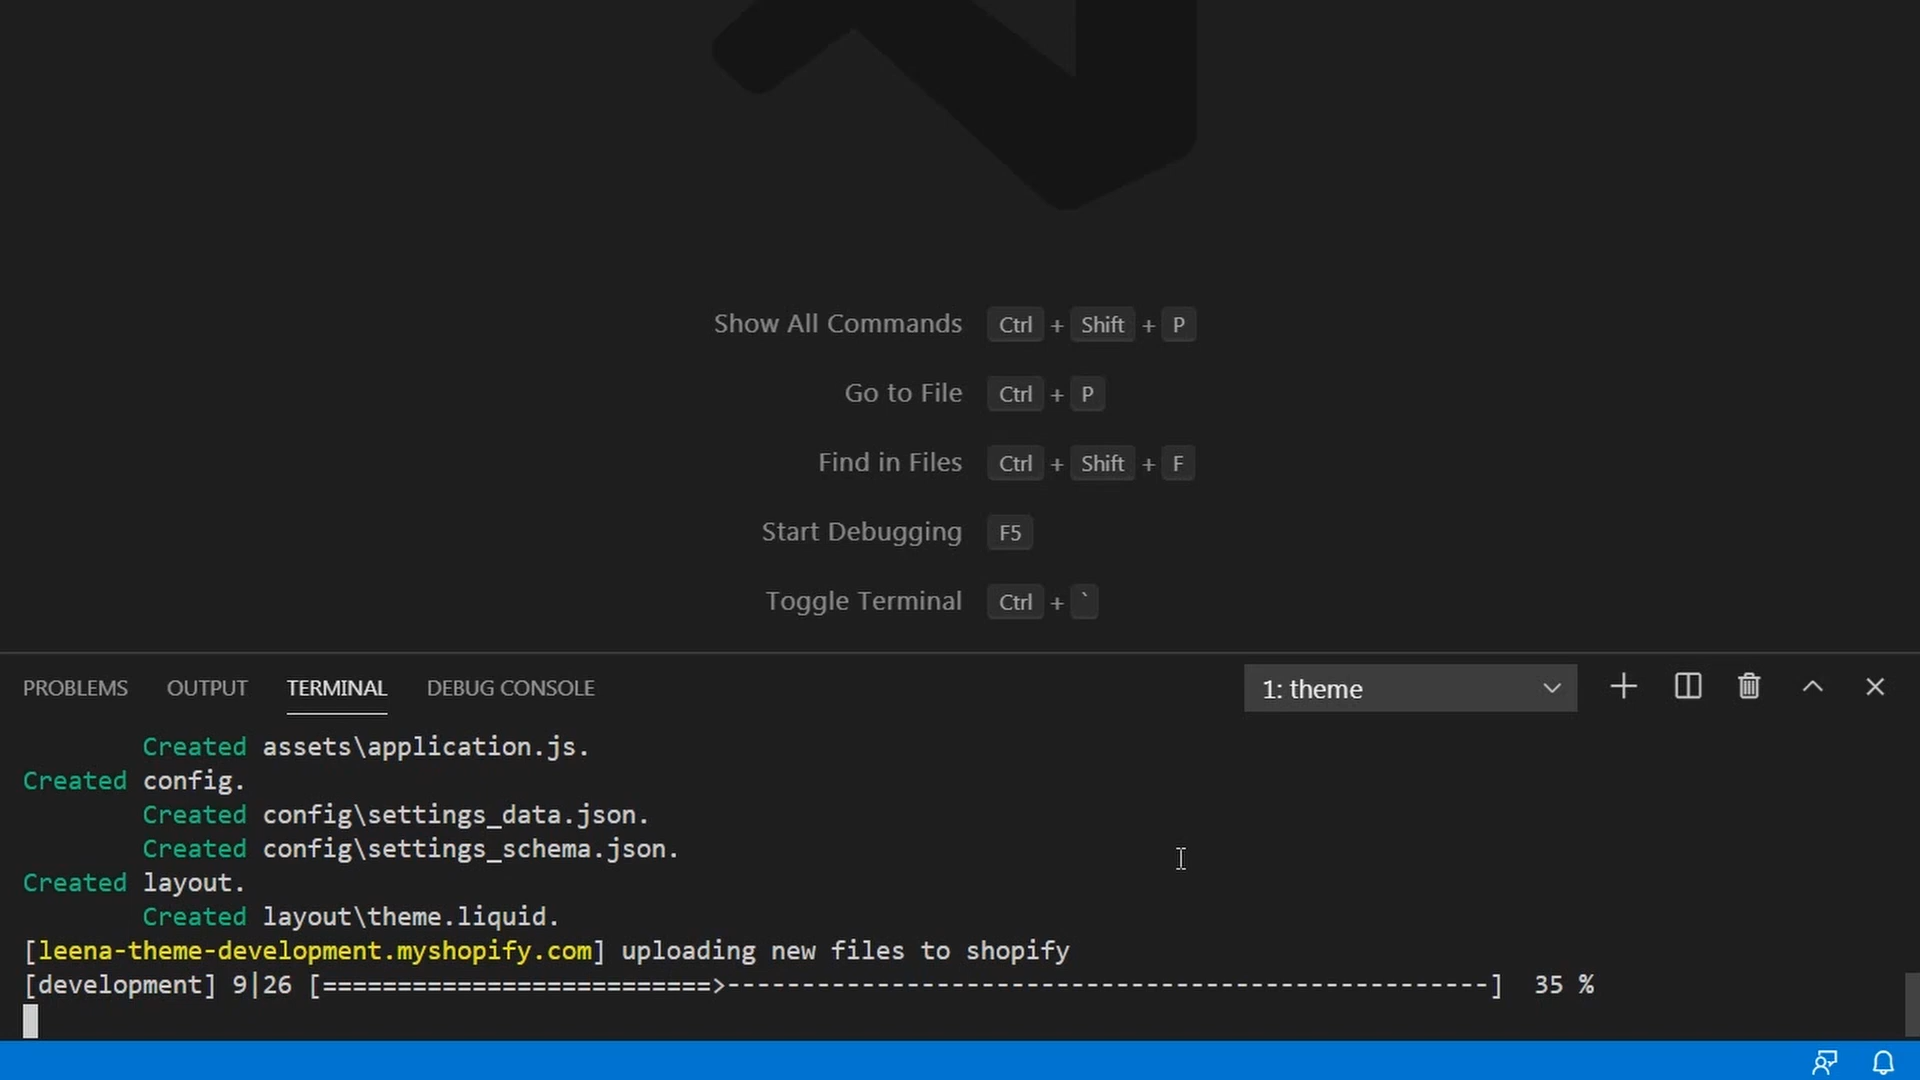 Show All Commands Ctrl + Shift + P
Go to File Ctrl + P
Find in Files Ctrl + Shift + F
Start Debugging F5
Toggle Terminal Ctrl + `
PROBLEMS OUTPUT TERMINAL DEBUG CONSOLE 1: theme
Created assets\application.js.
Created config.
Created config\settings_data.json.
Created config\settings_schema.json.
Created layout.
Created layout\theme.liquid.
[leena-theme-development.myshopify.com] uploading new files to shopify
[development] 9|26 [==========================>---------------------------------------------------] 35 %